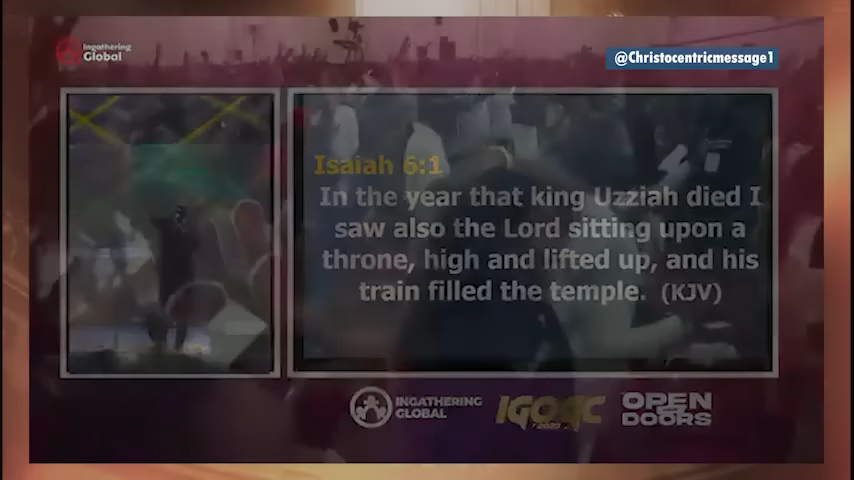 Ingathering
Global
@Christocentricmessage1
Isaiah 6:1
In the year that king Uzziah died I
saw also the Lord sitting upon a
throne, high and lifted up, and his
train filled the temple. (KJV)
INGATHERING
GLOBAL
OPEN
DOORS